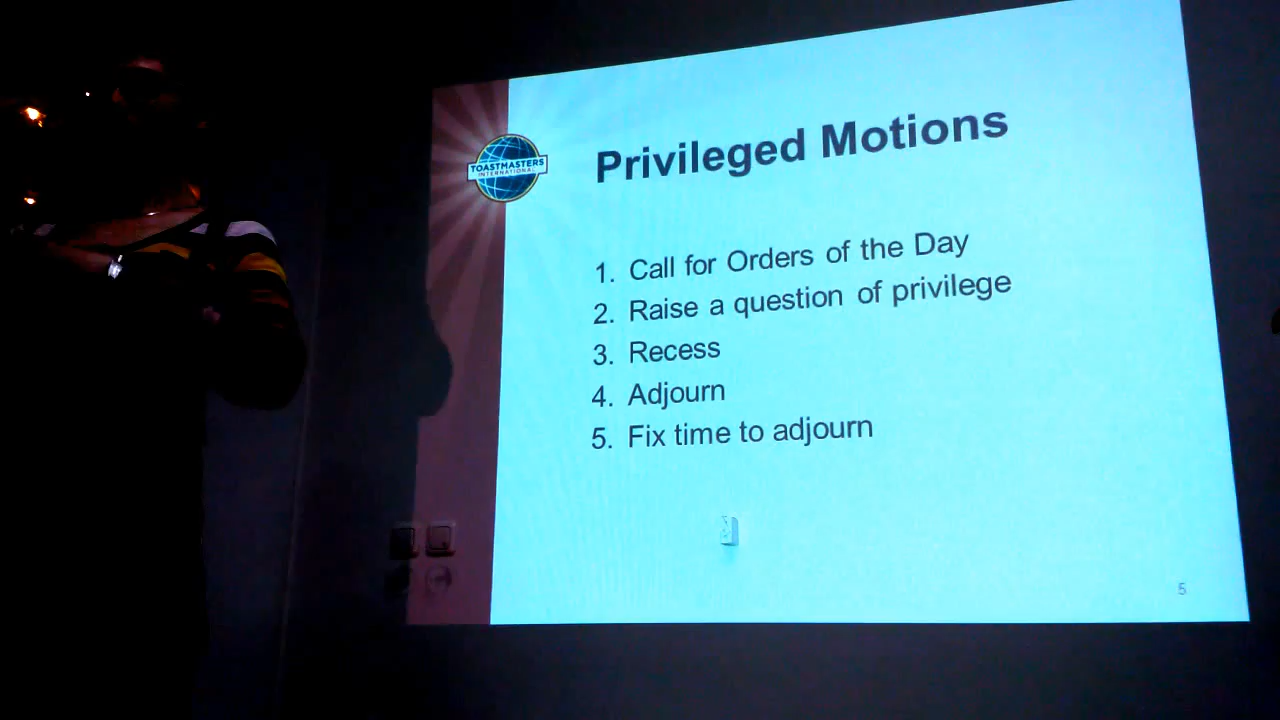 TOASTMASTERS
INTERNATIONAL
Privileged Motions
1. Call for Orders of the Day
2. Raise a question of privilege
3. Recess
4. Adjourn
5. Fix time to adjourn
5